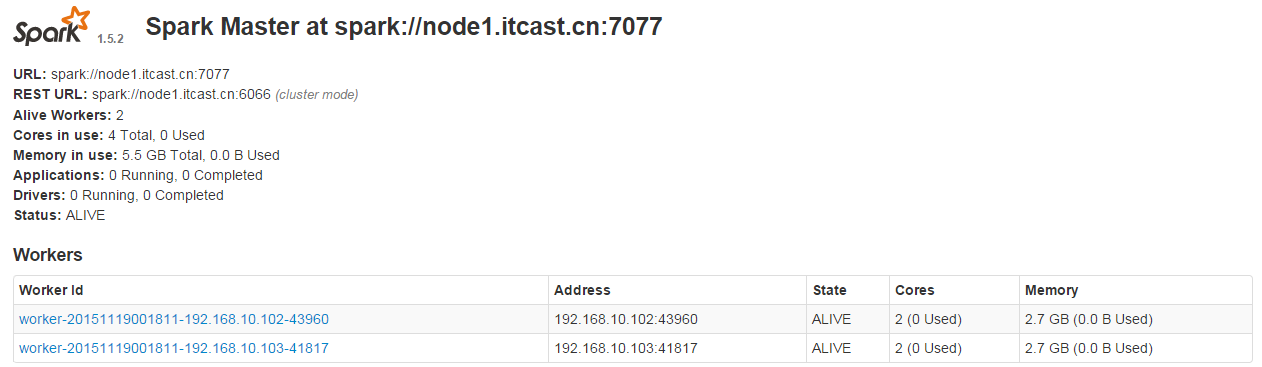 Spark 1.5.2 Spark Master at spark://node1.itcast.cn:7077
URL: spark://node1.itcast.cn:7077
REST URL: spark://node1.itcast.cn:6066 (cluster mode)
Alive Workers: 2
Cores in use: 4 Total, 0 Used
Memory in use: 5.5 GB Total, 0.0 B Used
Applications: 0 Running, 0 Completed
Drivers: 0 Running, 0 Completed
Status: ALIVE
Workers
Worker Id Address State Cores Memory
worker-20151119001811-192.168.10.102-43960 192.168.10.102:43960 ALIVE 2 (0 Used) 2.7 GB (0.0 B Used)
worker-20151119001811-192.168.10.103-41817 192.168.10.103:41817 ALIVE 2 (0 Used) 2.7 GB (0.0 B Used)